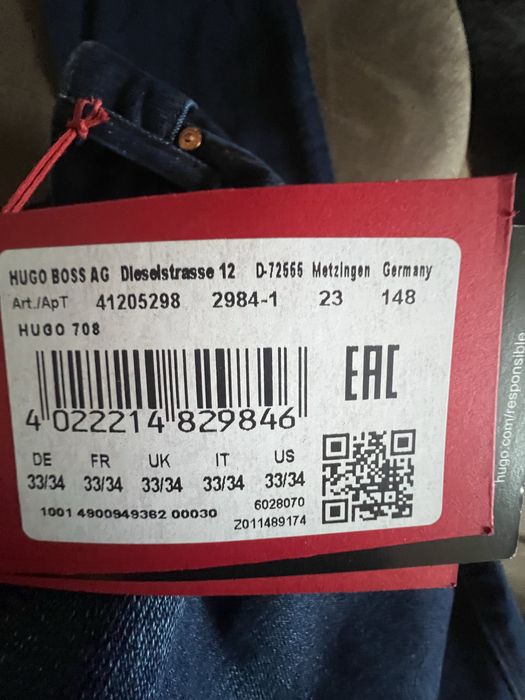 HUGO BOSS AG Dieselstrasse 12 D-72555 Metzingen Germany
Art./ApT 41205298 2984-1 23 148
HUGO 708
EAC
4 022214 829846
DE FR UK IT US
33/34 33/34 33/34 33/34 33/34
6028070
1001 4900949362 00030
Z011489174
hugo.com/responsible